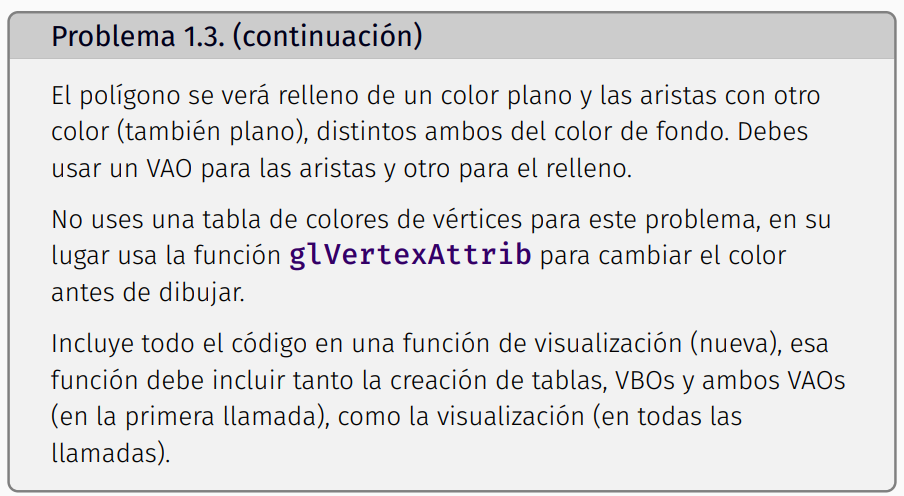 Problema 1.3. (continuación)
El polígono se verá relleno de un color plano y las aristas con otro
color (también plano), distintos ambos del color de fondo. Debes
usar un VAO para las aristas y otro para el relleno.
No uses una tabla de colores de vértices para este problema, en su
lugar usa la función glVertexAttrib para cambiar el color
antes de dibujar.
Incluye todo el código en una función de visualización (nueva), esa
función debe incluir tanto la creación de tablas, VBOs y ambos VAOs
(en la primera llamada), como la visualización (en todas las
llamadas).